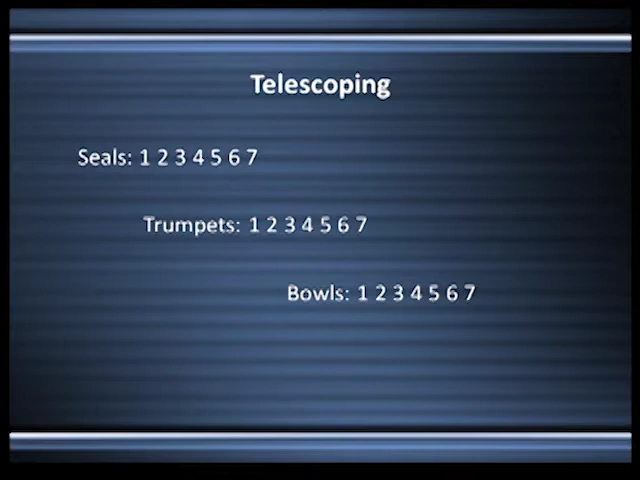 Telescoping
Seals: 1 2 3 4 5 6 7
Trumpets: 1 2 3 4 5 6 7
Bowls: 1 2 3 4 5 6 7